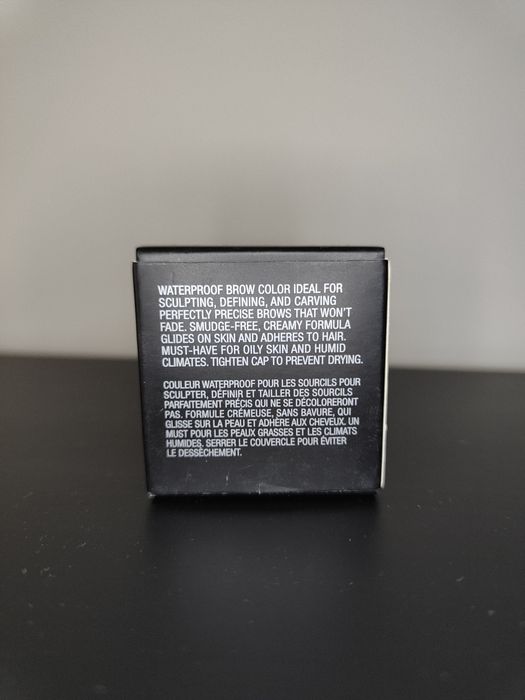 WATERPROOF BROW COLOR IDEAL FOR
SCULPTING, DEFINING, AND CARVING
PERFECTLY PRECISE BROWS THAT WON'T
FADE. SMUDGE-FREE, CREAMY FORMULA
GLIDES ON SKIN AND ADHERES TO HAIR.
MUST-HAVE FOR OILY SKIN AND HUMID
CLIMATES. TIGHTEN CAP TO PREVENT DRYING.
COULEUR WATERPROOF POUR LES SOURCILS POUR
SCULPTER, DÉFINIR ET TAILLER DES SOURCILS
PARFAITEMENT PRÉCIS QUI NE SE DÉCOLORERONT
PAS. FORMULE CRÉMEUSE, SANS BAVURE, QUI
GLISSE SUR LA PEAU ET ADHÈRE AUX CHEVEUX. UN
MUST POUR LES PEAUX GRASSES ET LES CLIMATS
HUMIDES. SERRER LE COUVERCLE POUR ÉVITER
LE DESSÈCHEMENT.